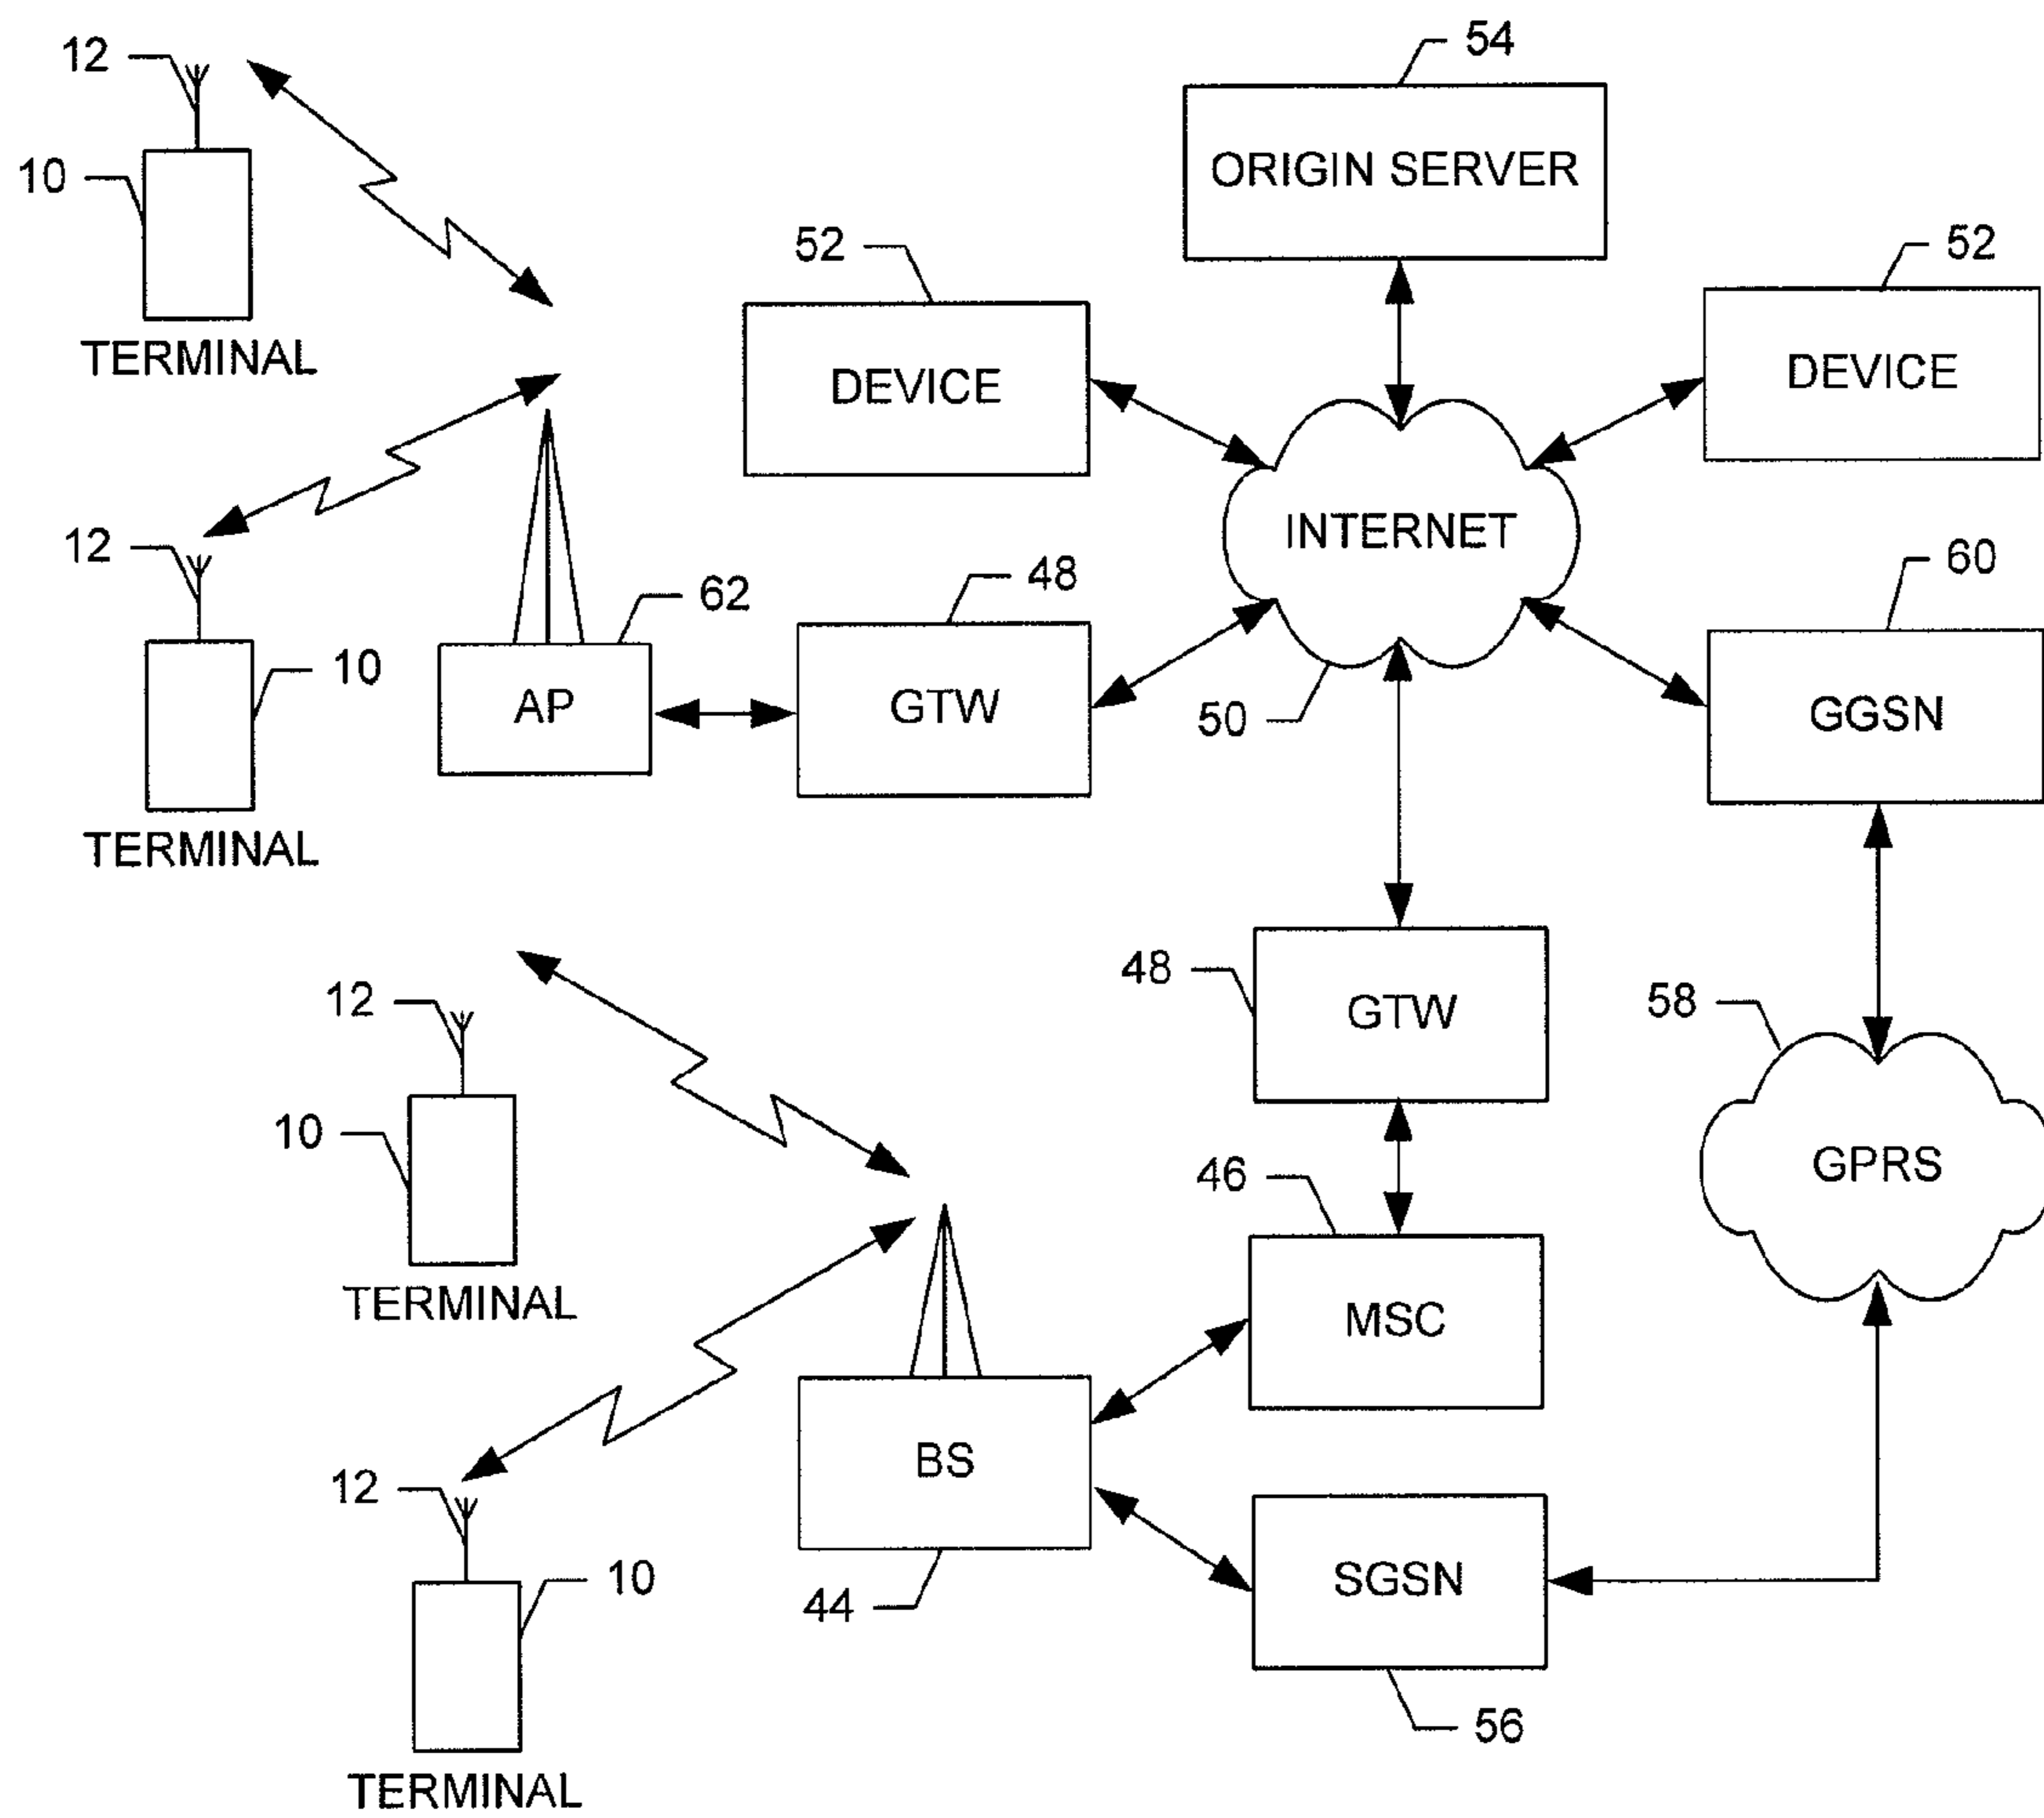 54
12
ORIGIN SERVER
10
52
52
TERMINAL
DEVICE
DEVICE
INTERNET
12
62
48
60
10
AP
GTW
50
GGSN
TERMINAL
48
GTW
58
12
10
46
GPRS
TERMINAL
MSC
BS
12
10
44
SGSN
56
TERMINAL